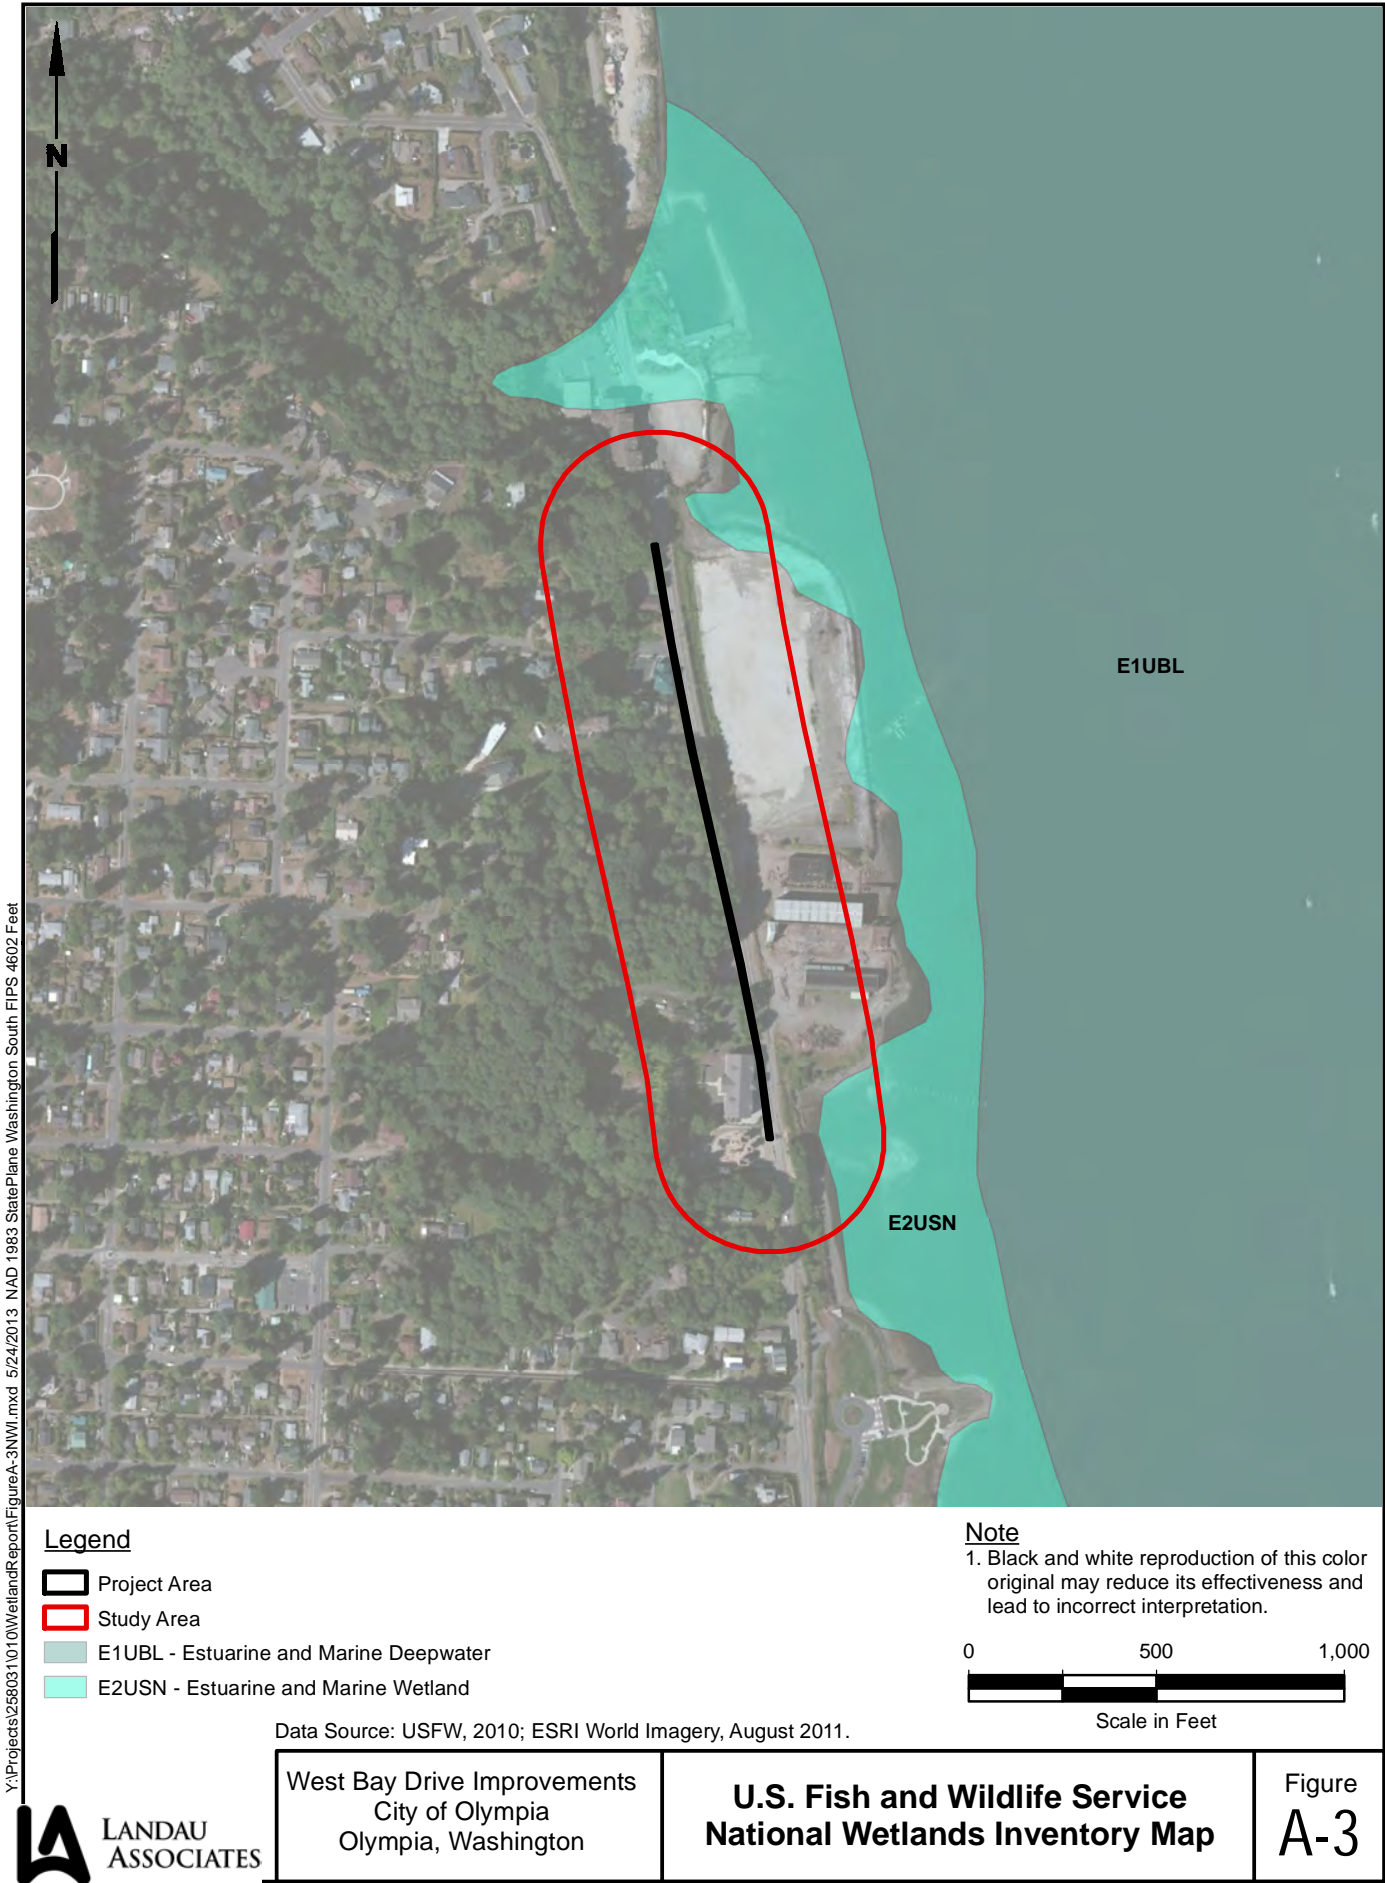 N
E1UBL
E2USN
Y:\Projects\258031\010\WetlandReport\FigureA-3NWI.mxd 5/24/2013 NAD 1983 StatePlane Washington South FIPS 4602 Feet
Legend
Project Area
Study Area
E1UBL - Estuarine and Marine Deepwater
E2USN - Estuarine and Marine Wetland
Note
1. Black and white reproduction of this color
original may reduce its effectiveness and
lead to incorrect interpretation.
0 500 1,000
Scale in Feet
Data Source: USFW, 2010; ESRI World Imagery, August 2011.
LANDAU
ASSOCIATES
West Bay Drive Improvements
City of Olympia
Olympia, Washington
U.S. Fish and Wildlife Service
National Wetlands Inventory Map
Figure
A-3